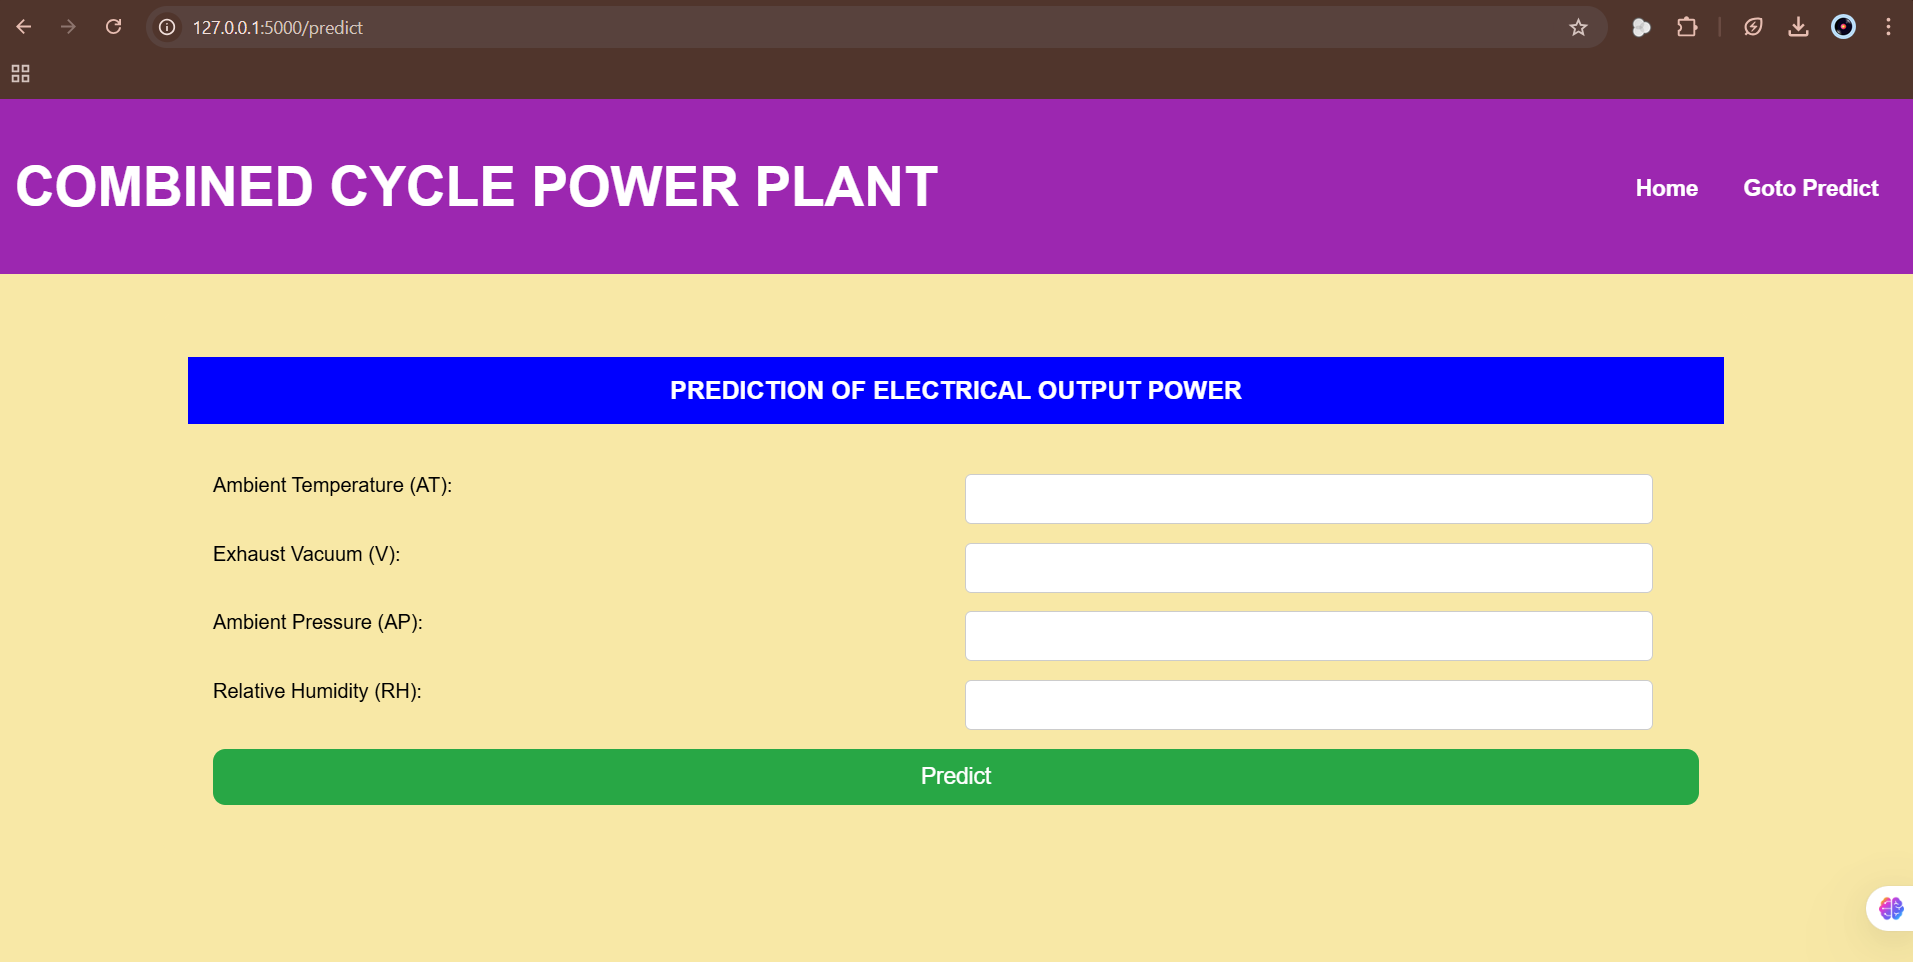 127.0.0.1:5000/predict
COMBINED CYCLE POWER PLANT
Home
Goto Predict
PREDICTION OF ELECTRICAL OUTPUT POWER
Ambient Temperature (AT):
Exhaust Vacuum (V):
Ambient Pressure (AP):
Relative Humidity (RH):
Predict